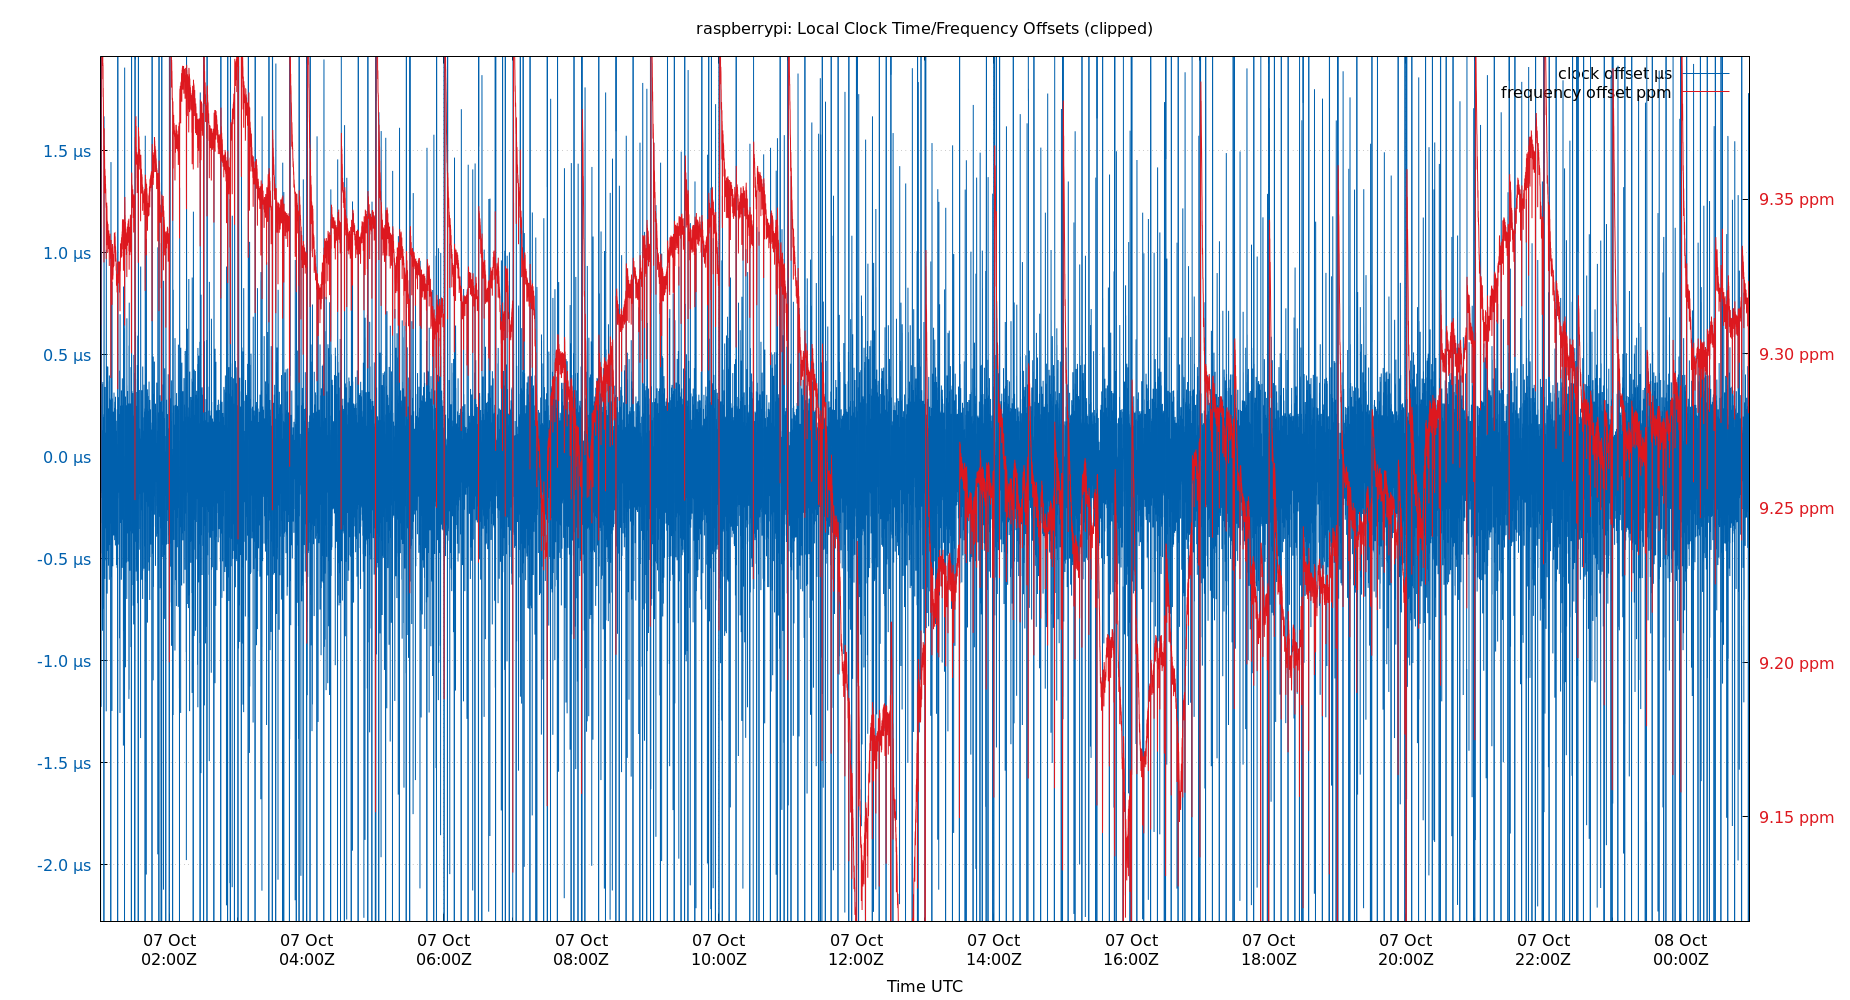 raspberrypi: Local Clock Time/Frequency Offsets (clipped)
clock offset µs
frequency offset ppm
1.5 µs
1.0 µs
0.5 µs
0.0 µs
-0.5 µs
-1.0 µs
-1.5 µs
-2.0 µs
9.35 ppm
9.30 ppm
9.25 ppm
9.20 ppm
9.15 ppm
07 Oct 07 Oct 07 Oct 07 Oct 07 Oct 07 Oct 07 Oct 07 Oct 07 Oct 07 Oct 07 Oct 08 Oct
02:00Z 04:00Z 06:00Z 08:00Z 10:00Z 12:00Z 14:00Z 16:00Z 18:00Z 20:00Z 22:00Z 00:00Z
Time UTC